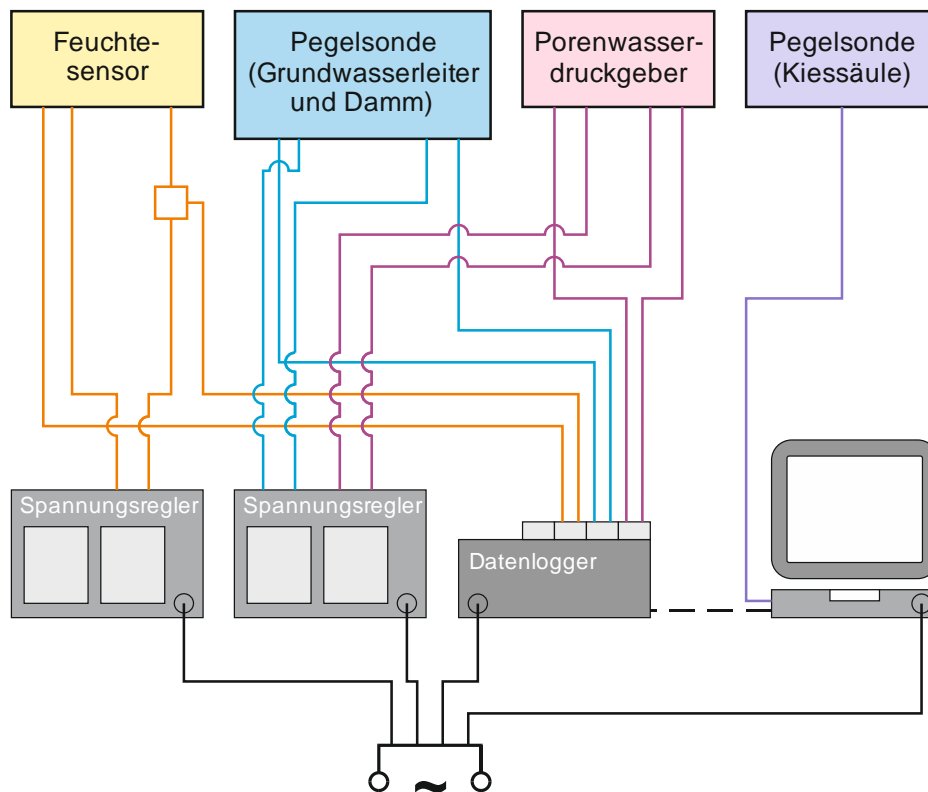 Feuchte-
sensor
Pegelsonde
(Grundwasserleiter
und Damm)
Porenwasser-
druckgeber
Pegelsonde
(Kiessäule)
Spannungsregler
Spannungsregler
Datenlogger
~